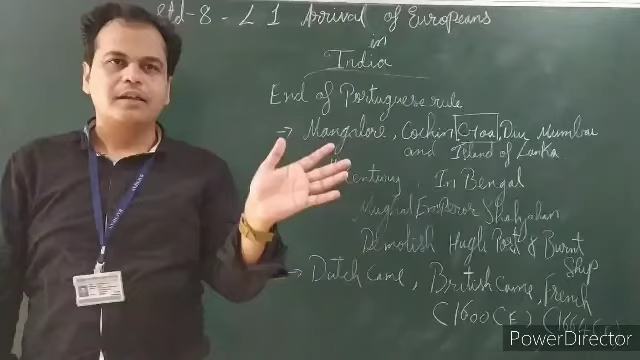 Std-8 - L 1 Arrival of Europeans
in
India
End of Portuguese rule
→ Mangalore, Cochin, Goa, Diu Mumbai
and Island of Lanka
Century, In Bengal
Mughal Emperor Shahjahan
Demolish Hugli Port & Burnt
Ship
→ Dutch came, British came, French
(1600 CE) (1664 CE)
PowerDirector